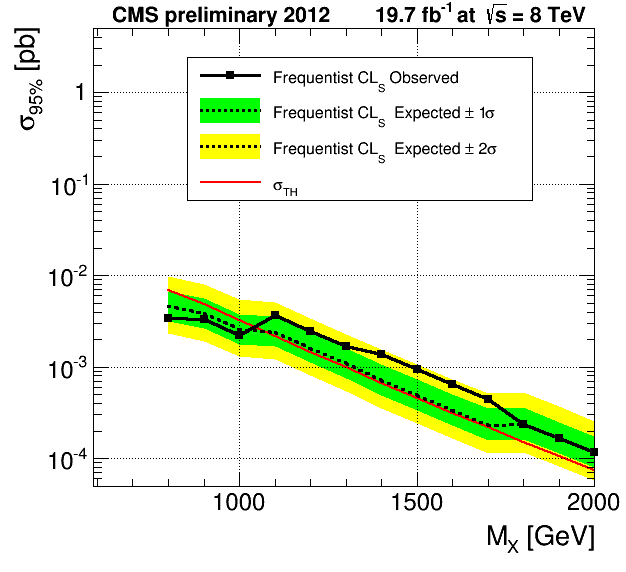 CMS preliminary 2012 19.7 fb⁻¹ at √s = 8 TeV
σ95% [pb]
Frequentist CLS Observed
Frequentist CLS Expected ± 1σ
Frequentist CLS Expected ± 2σ
σTH
1
10⁻¹
10⁻²
10⁻³
10⁻⁴
1000 1500 2000
MX [GeV]